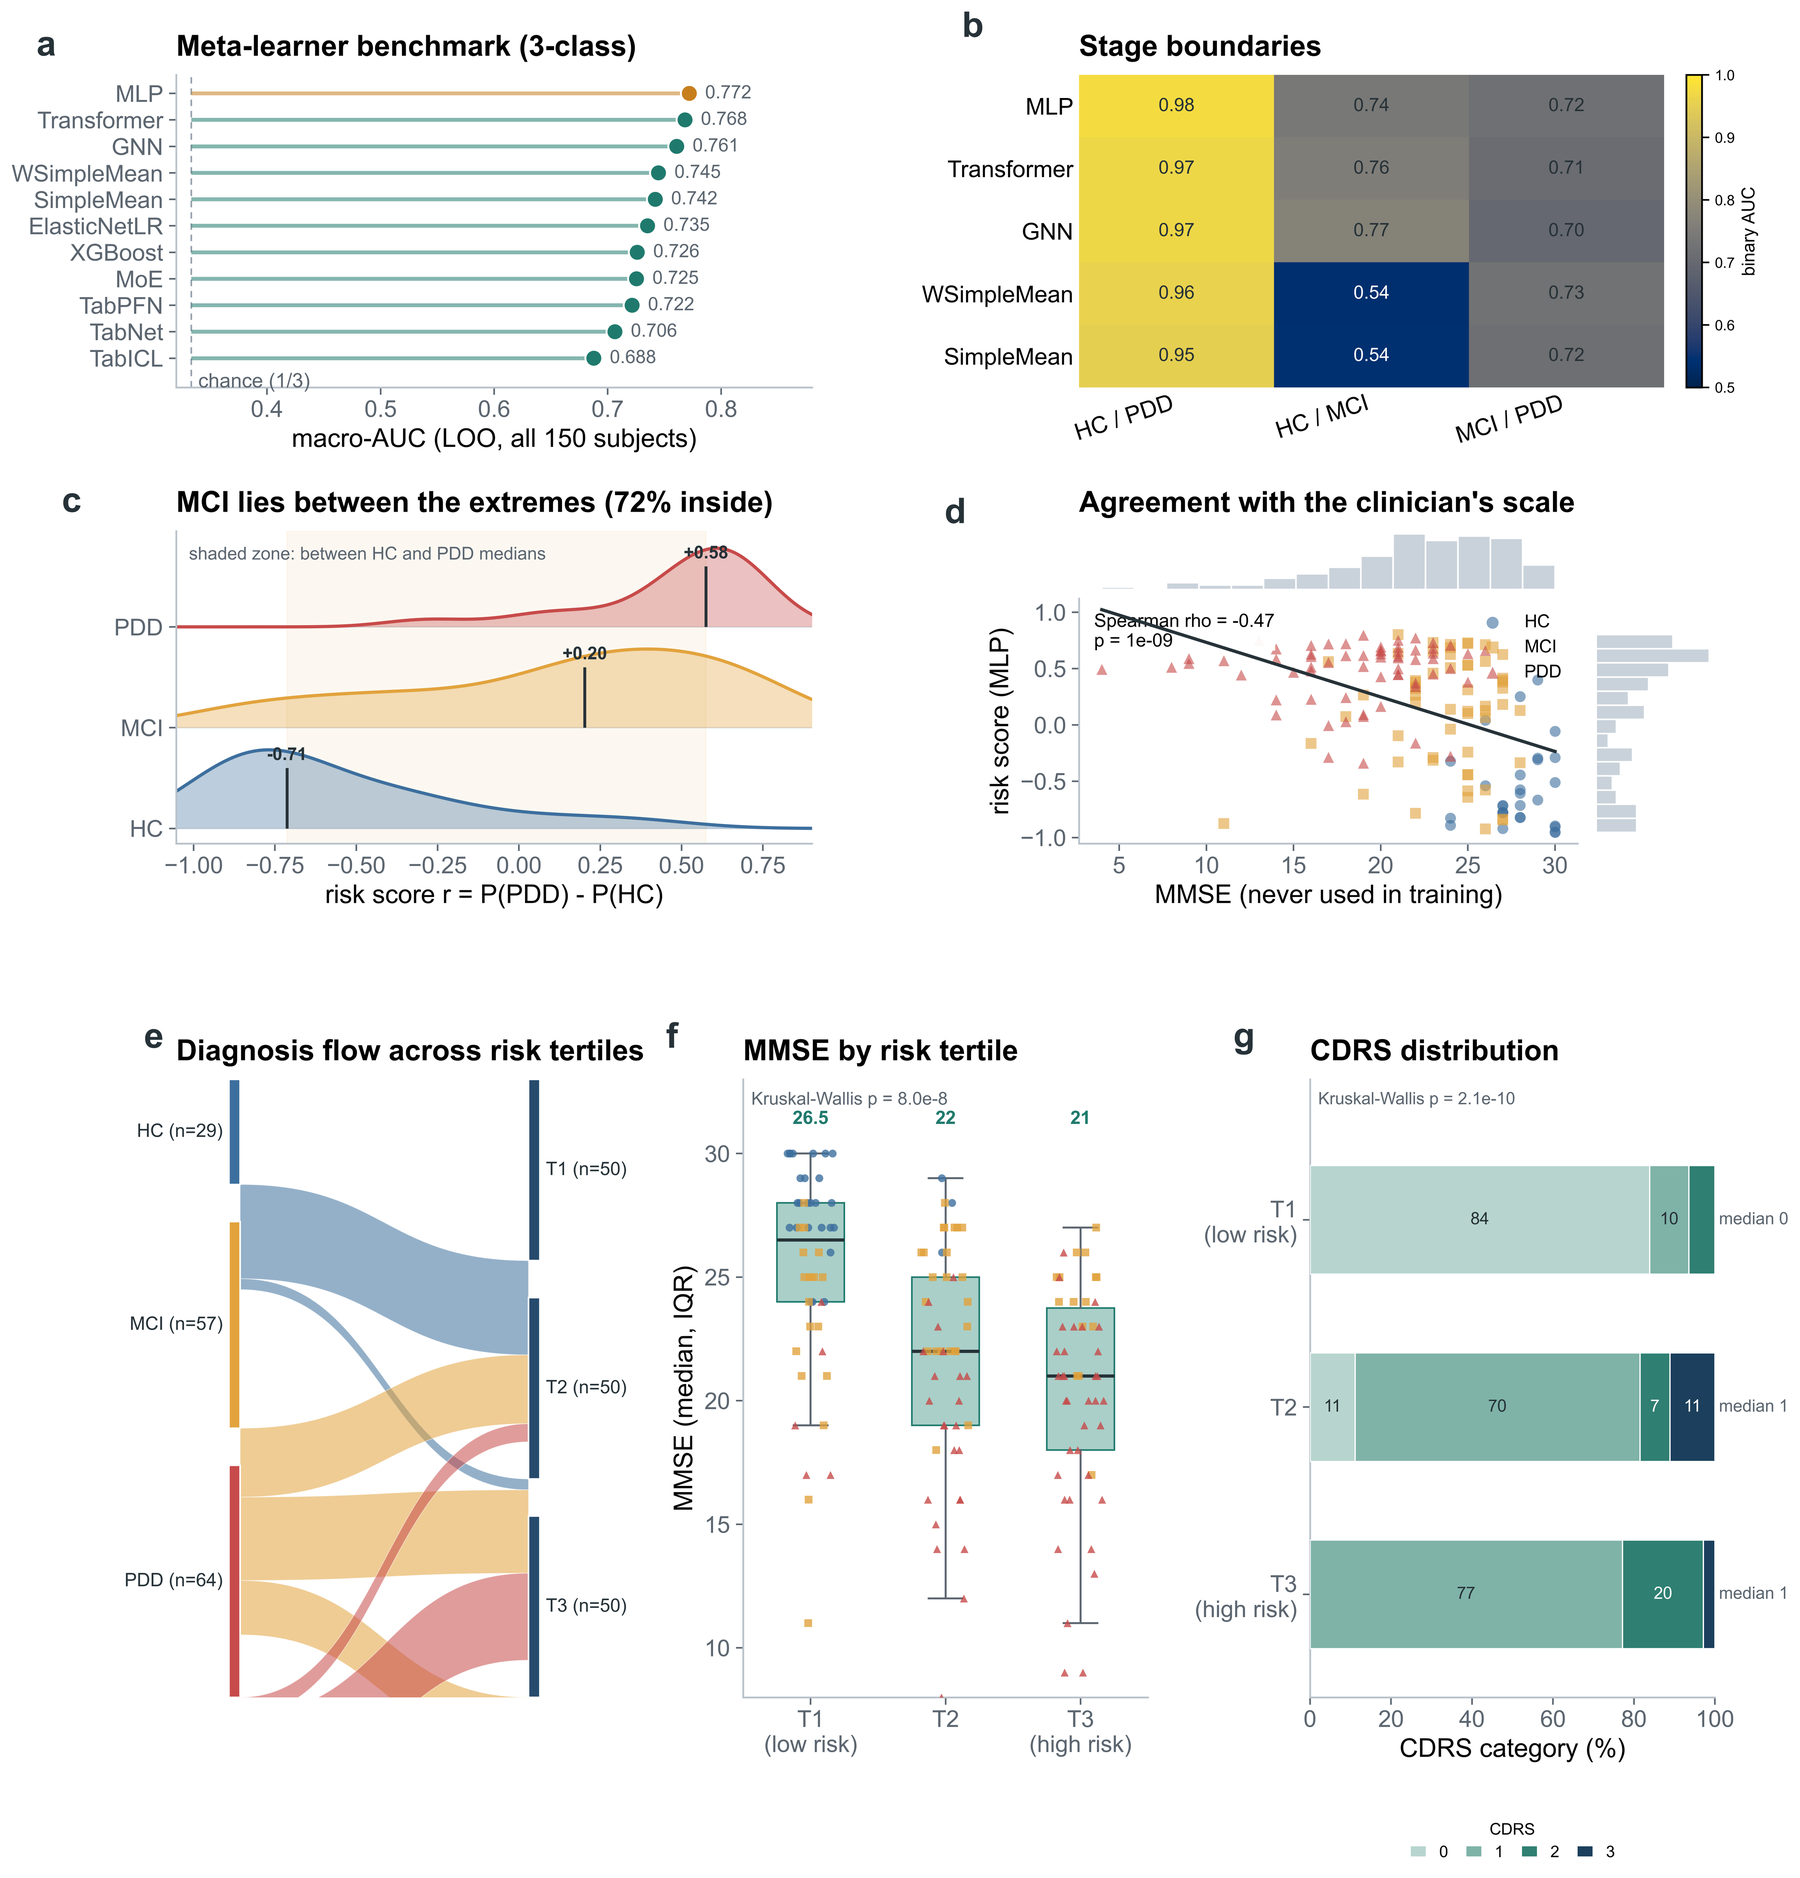 a
Meta-learner benchmark (3-class)
MLP
Transformer
GNN
WSimpleMean
SimpleMean
ElasticNetLR
XGBoost
MoE
TabPFN
TabNet
TabICL
0.772
0.768
0.761
0.745
0.742
0.735
0.726
0.725
0.722
0.706
0.688
chance (1/3)
0.4 0.5 0.6 0.7 0.8
macro-AUC (LOO, all 150 subjects)
b
Stage boundaries
MLP 0.98 0.74 0.72
Transformer 0.97 0.76 0.71
GNN 0.97 0.77 0.70
WSimpleMean 0.96 0.54 0.73
SimpleMean 0.95 0.54 0.72
HC / PDD HC / MCI MCI / PDD
1.0
0.9
0.8
0.7
0.6
0.5
binary AUC
c
MCI lies between the extremes (72% inside)
shaded zone: between HC and PDD medians
+0.58
PDD
+0.20
MCI
-0.71
HC
−1.00 −0.75 −0.50 −0.25 0.00 0.25 0.50 0.75
risk score r = P(PDD) - P(HC)
d
Agreement with the clinician's scale
Spearman rho = -0.47
p = 1e-09
HC
MCI
PDD
1.0
0.5
0.0
−0.5
−1.0
risk score (MLP)
5 10 15 20 25 30
MMSE (never used in training)
e
Diagnosis flow across risk tertiles
HC (n=29)
MCI (n=57)
PDD (n=64)
T1 (n=50)
T2 (n=50)
T3 (n=50)
f
MMSE by risk tertile
Kruskal-Wallis p = 8.0e-8
26.5 22 21
30
25
20
15
10
MMSE (median, IQR)
T1
(low risk)
T2
T3
(high risk)
g
CDRS distribution
Kruskal-Wallis p = 2.1e-10
T1
(low risk)
84 10
median 0
T2
11 70 7 11
median 1
T3
(high risk)
77 20
median 1
0 20 40 60 80 100
CDRS category (%)
CDRS
0 1 2 3